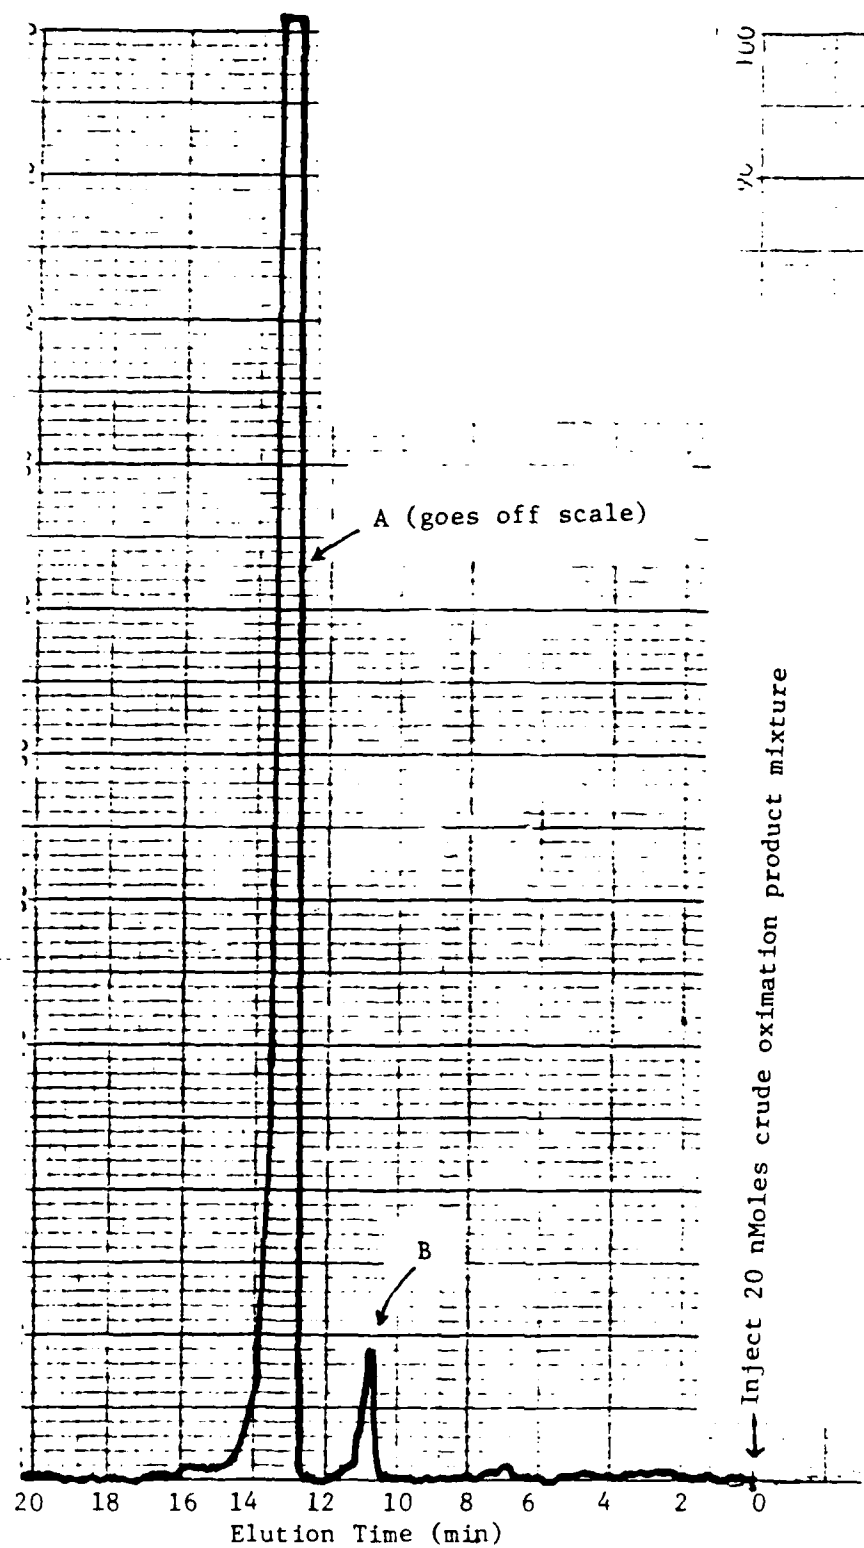 100
90
A (goes off scale)
Inject 20 nMoles crude oximation product mixture
B
20 18 16 14 12 10 8 6 4 2 0
Elution Time (min)